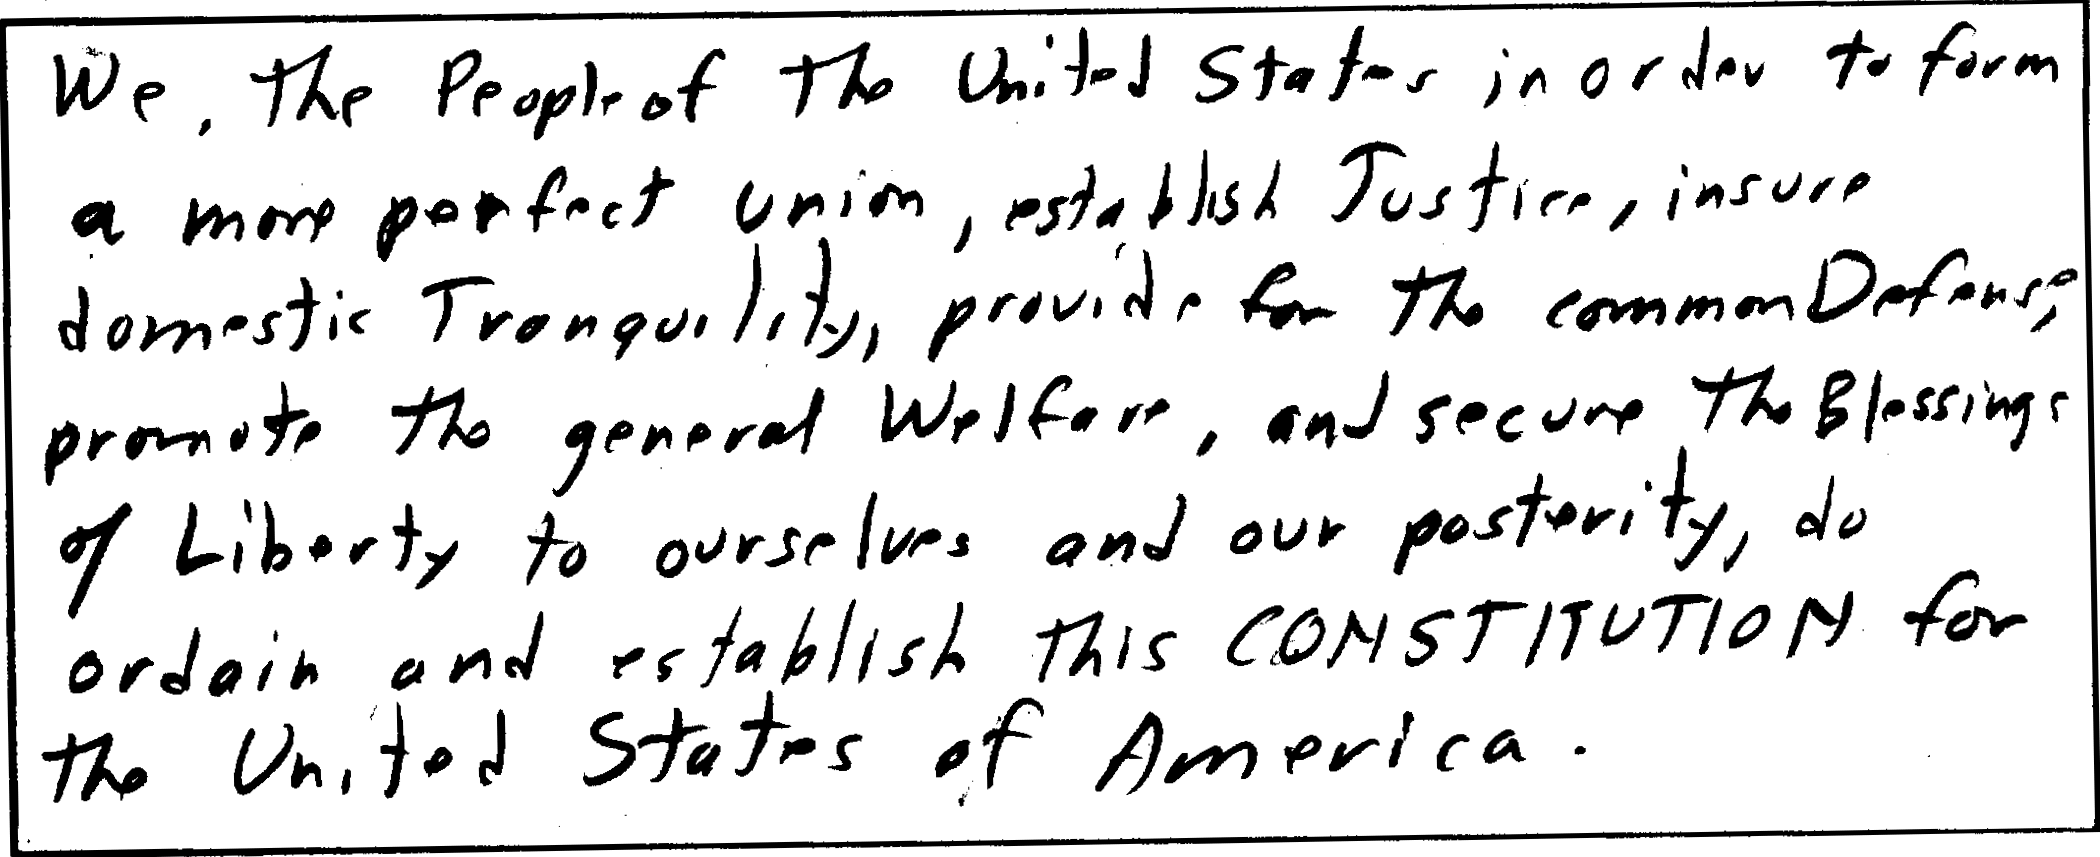 We, the People of the United States in order to form
a more perfect union, establish Justice, insure
domestic Tranquility, provide for the common Defense,
promote the general Welfare, and secure the Blessings
of Liberty to ourselves and our posterity, do
ordain and establish this CONSTITUTION for
the United States of America.